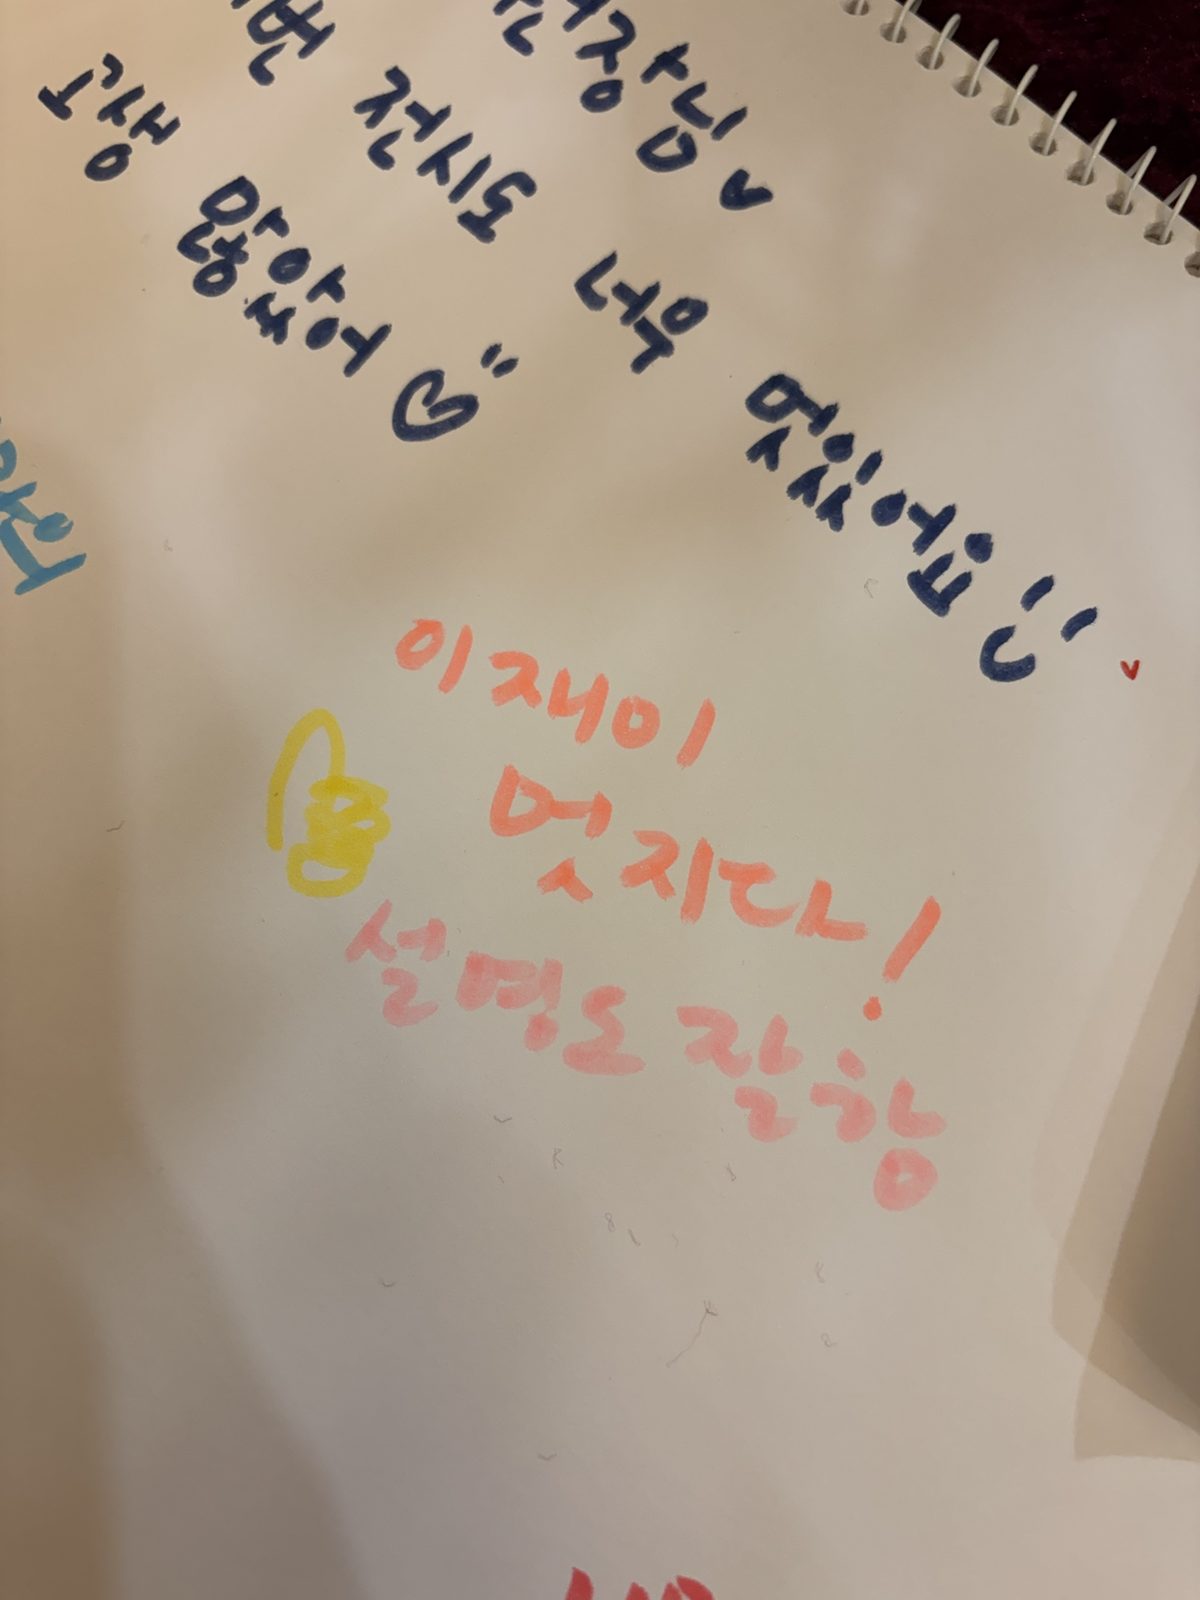 전시도 너무 멋있어요
고생 많았어
이재이
멋지다!
설명도 잘함